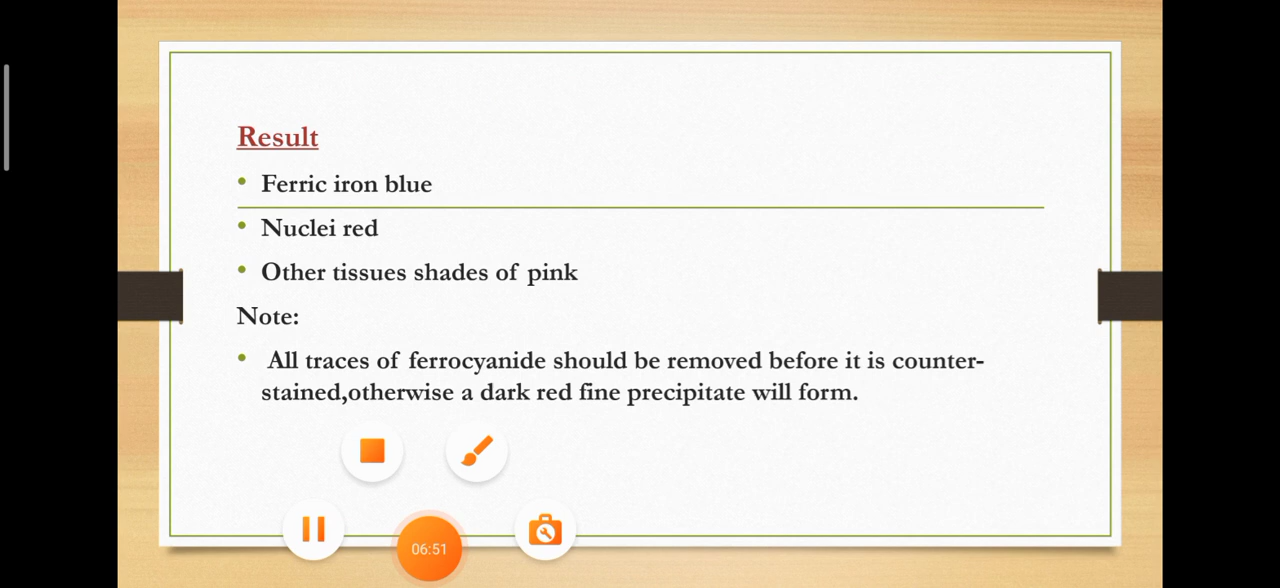 Result
• Ferric iron blue
• Nuclei red
• Other tissues shades of pink
Note:
• All traces of ferrocyanide should be removed before it is counter-
stained,otherwise a dark red fine precipitate will form.
06:51